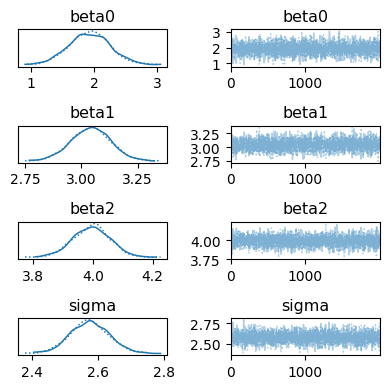 beta0 beta0
3
2
1
1 2 3 0 1000
beta1 beta1
3.25
3.00
2.75
2.75 3.00 3.25 0 1000
beta2 beta2
4.00
3.75
3.8 4.0 4.2 0 1000
sigma sigma
2.75
2.50
2.4 2.6 2.8 0 1000